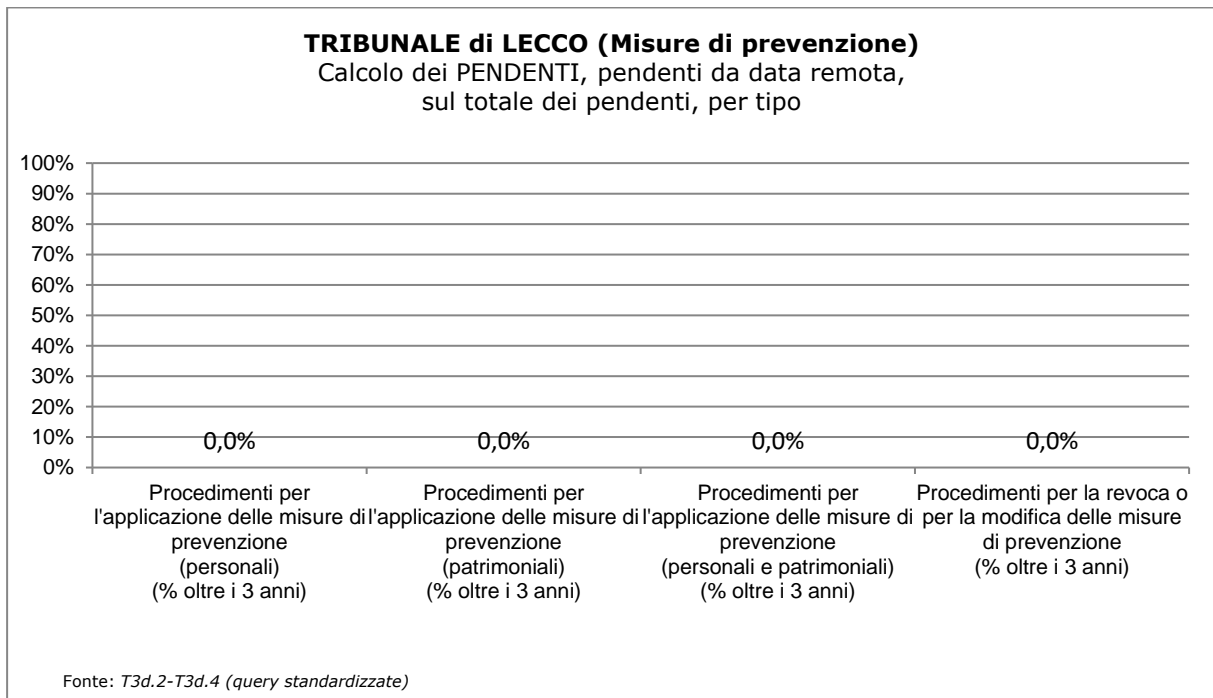 TRIBUNALE di LECCO (Misure di prevenzione)
Calcolo dei PENDENTI, pendenti da data remota,
sul totale dei pendenti, per tipo
100%
90%
80%
70%
60%
50%
40%
30%
20%
10%
0%
0,0%
0,0%
0,0%
0,0%
Procedimenti per
l'applicazione delle misure di
prevenzione
(personali)
(% oltre i 3 anni)
Procedimenti per
l'applicazione delle misure di
prevenzione
(patrimoniali)
(% oltre i 3 anni)
Procedimenti per
l'applicazione delle misure di
prevenzione
(personali e patrimoniali)
(% oltre i 3 anni)
Procedimenti per la revoca o
per la modifica delle misure
di prevenzione
(% oltre i 3 anni)
Fonte: T3d.2-T3d.4 (query standardizzate)